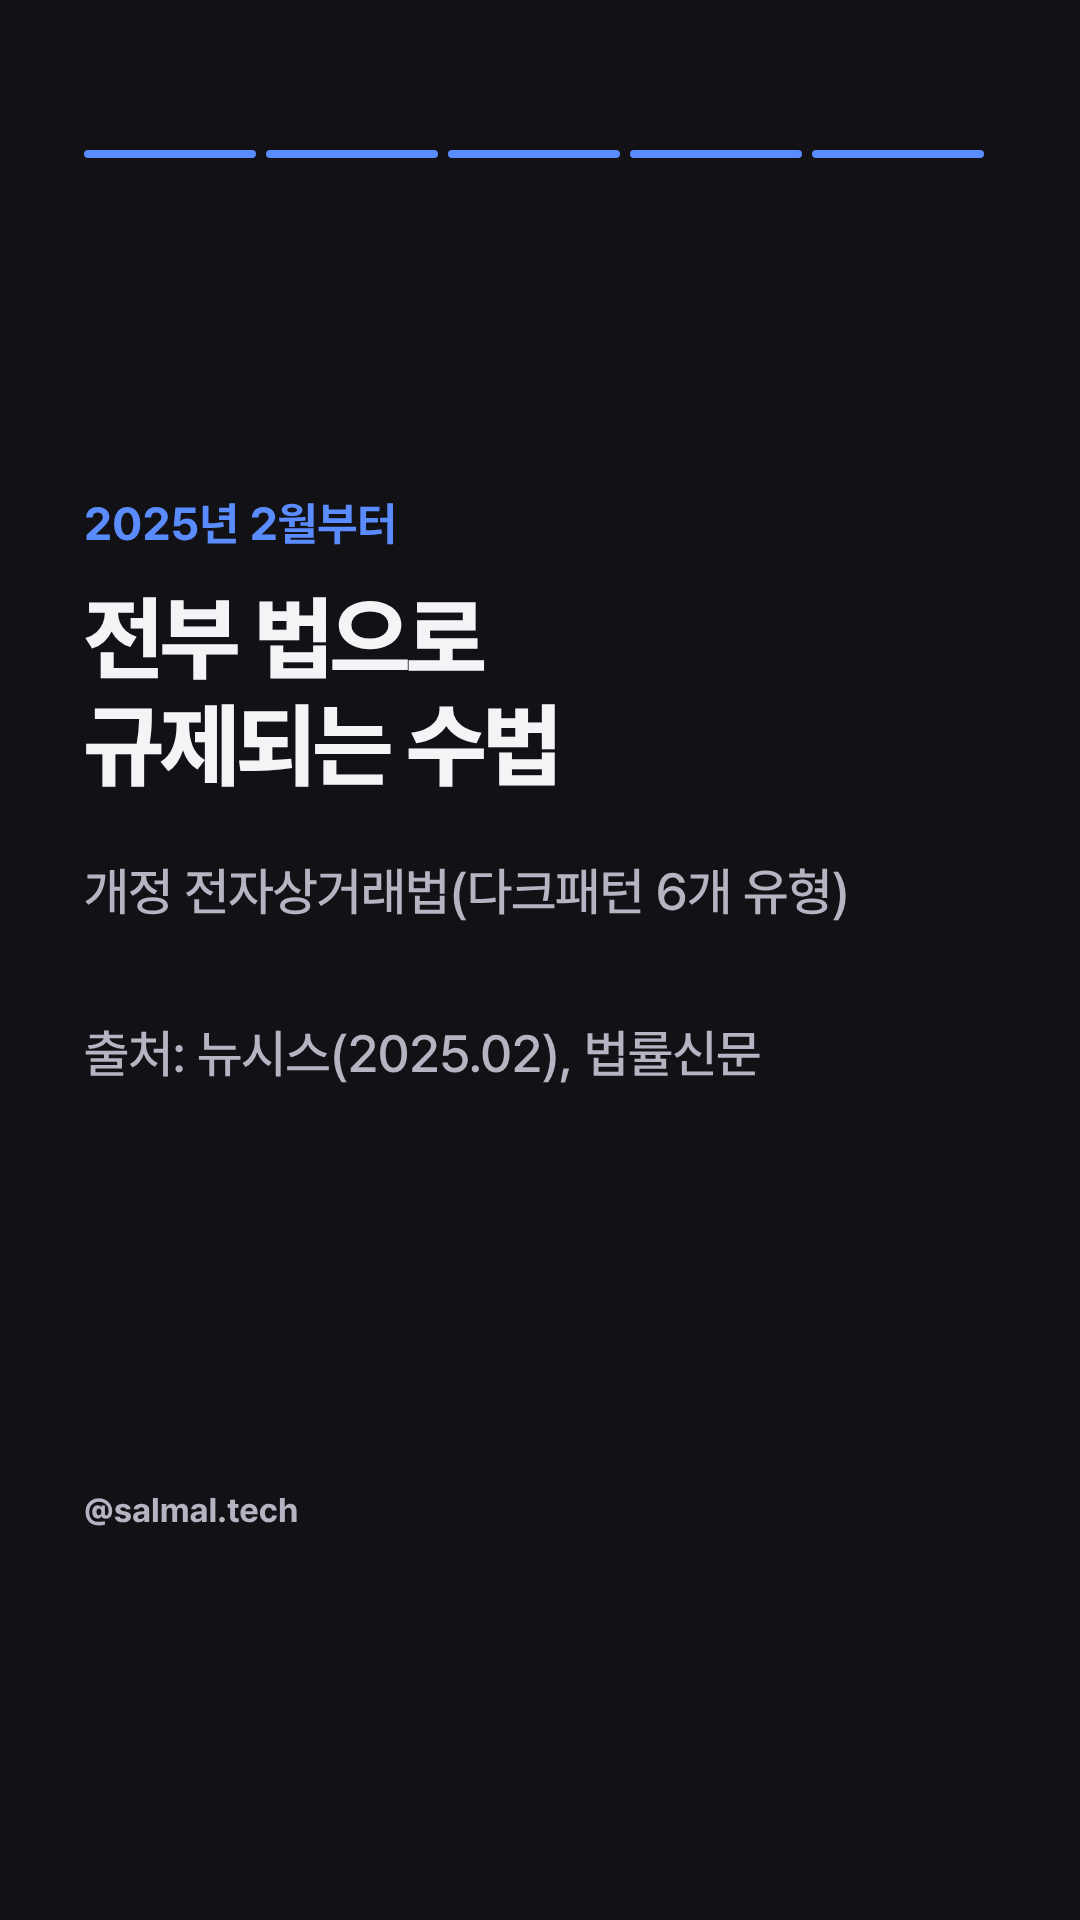 2025년 2월부터
전부 법으로
규제되는 수법
개정 전자상거래법(다크패턴 6개 유형)
출처: 뉴시스(2025.02), 법률신문
@salmal.tech